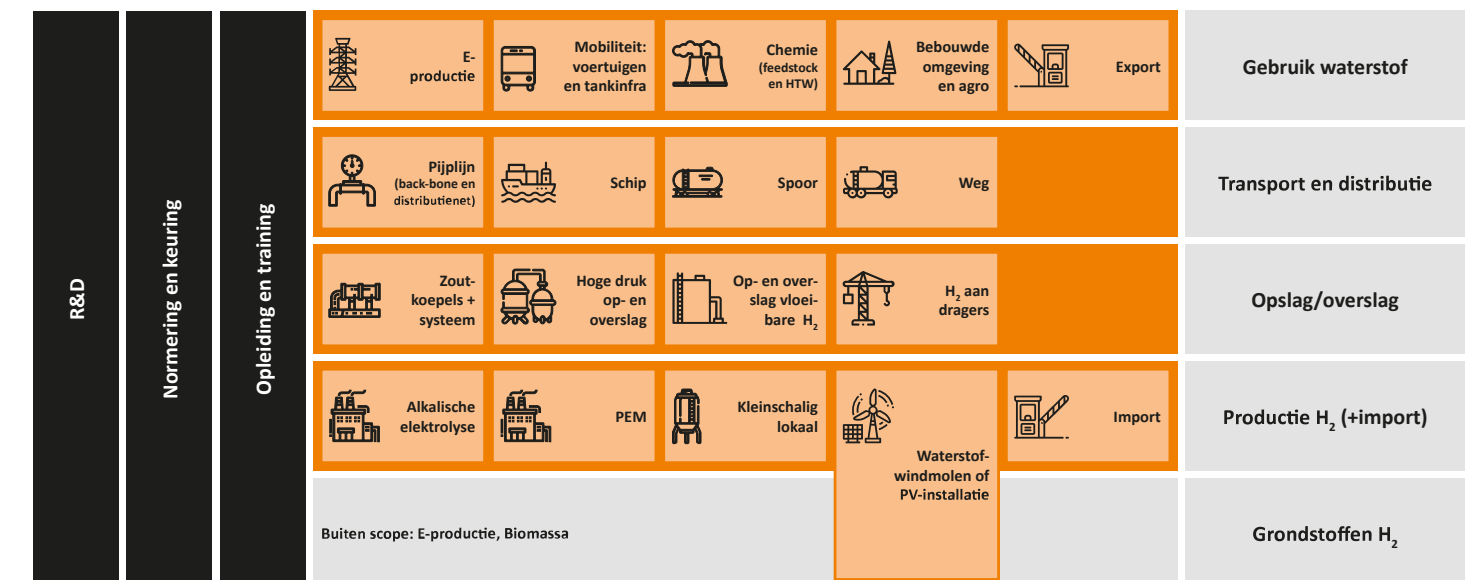 R&D
Normering en keuring
Opleiding en training
E-
productie
Mobiliteit:
voertuigen
en tankinfra
Chemie
(feedstock
en HTW)
Bebouwde
omgeving
en agro
Export
Gebruik waterstof
Pijplijn
(back-bone en
distributienet)
Schip
Spoor
Weg
Transport en distributie
Zout-
koepels +
systeem
Hoge druk
op- en
overslag
Op- en over-
slag vloei-
bare H₂
H₂ aan
dragers
Opslag/overslag
Alkalische
elektrolyse
PEM
Kleinschalig
lokaal
Waterstof-
windmolen of
PV-installatie
Import
Productie H₂ (+import)
Buiten scope: E-productie, Biomassa
Grondstoffen H₂